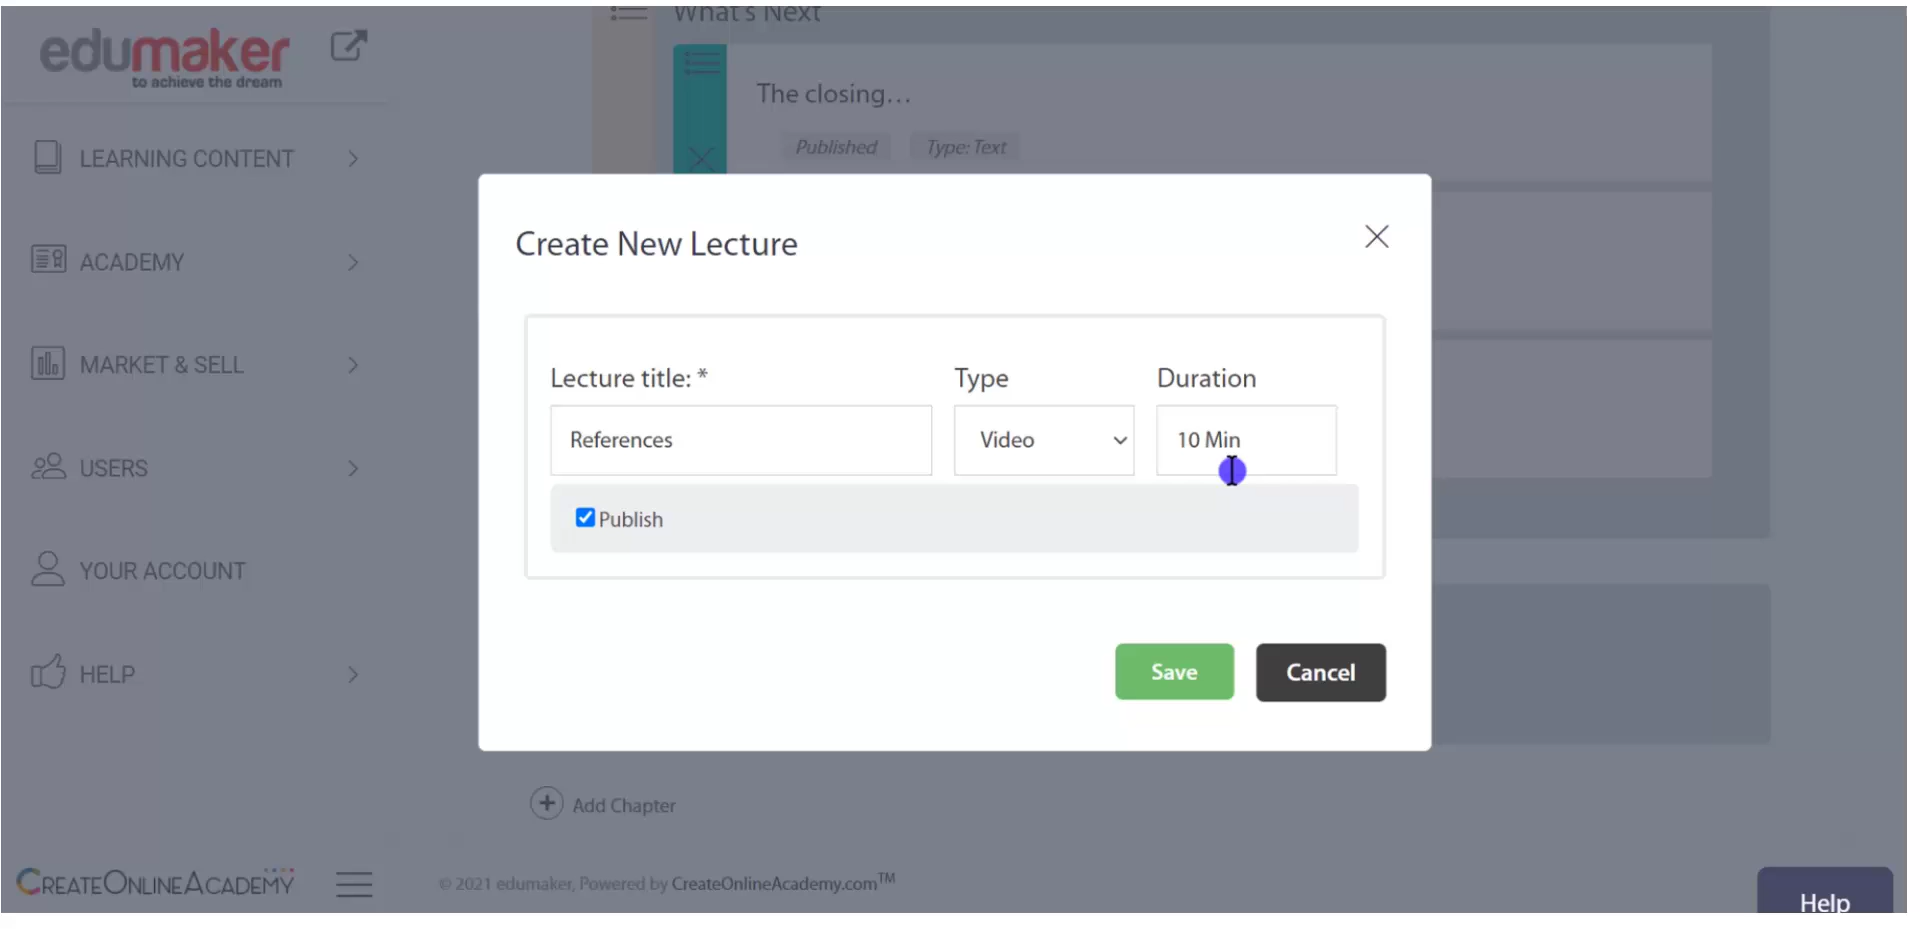 What's Next
edumaker
to achieve the dream
The closing...
Published
Type: Text
LEARNING CONTENT
ACADEMY
MARKET & SELL
USERS
YOUR ACCOUNT
HELP
Create New Lecture
Lecture title: *
Type
Duration
References
Video
10 Min
Publish
Save
Cancel
Add Chapter
CREATEONLINEACADEMY
© 2021 edumaker, Powered by CreateOnlineAcademy.com™
Help